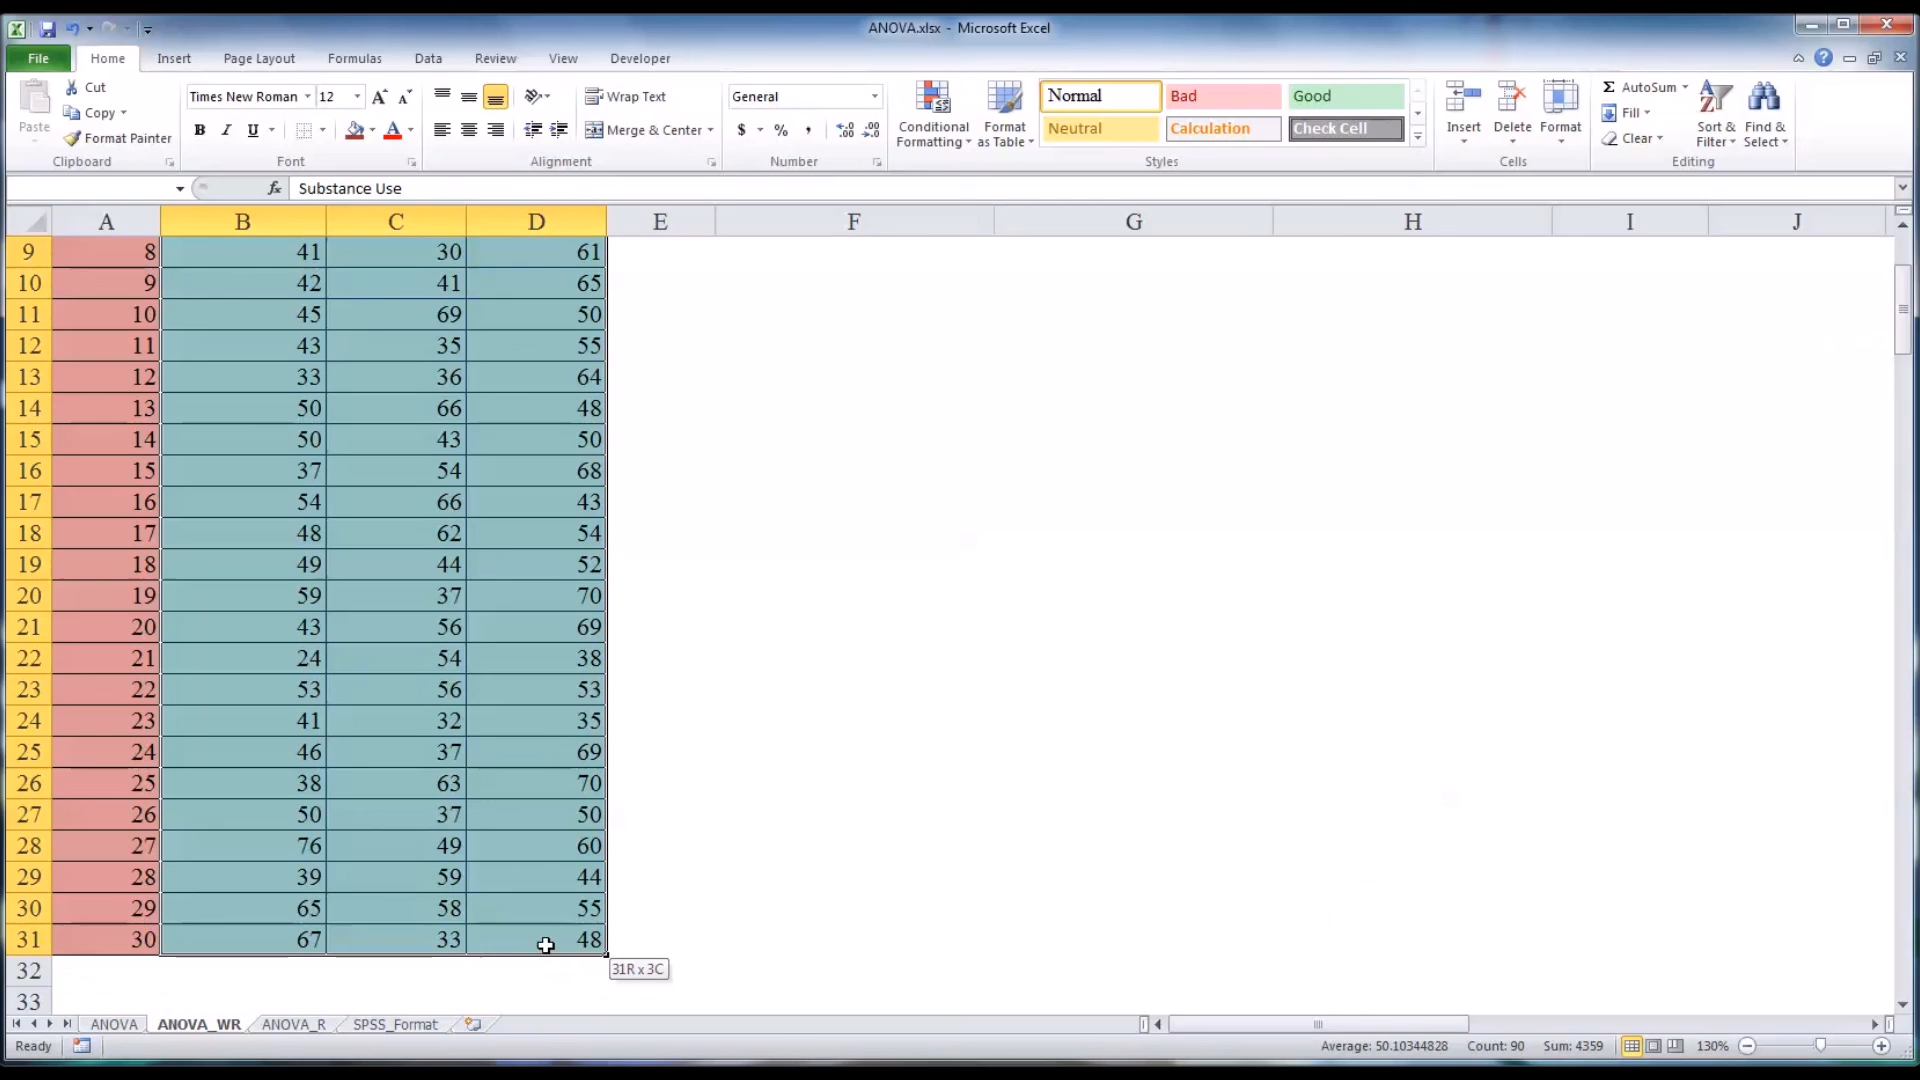 ANOVA.xlsx - Microsoft Excel
File Home Insert Page Layout Formulas Data Review View Developer
Paste Cut Copy Format Painter
Times New Roman 12
B I U
Wrap Text
Merge & Center
General
$ % ,
Conditional Formatting
Format as Table
Normal Bad Good
Neutral Calculation Check Cell
Insert Delete Format
AutoSum
Fill
Clear
Sort & Filter
Find & Select
Clipboard Font Alignment Number Styles Cells Editing
fx Substance Use
A B C D E F G H I J
9 8 41 30 61
10 9 42 41 65
11 10 45 69 50
12 11 43 35 55
13 12 33 36 64
14 13 50 66 48
15 14 50 43 50
16 15 37 54 68
17 16 54 66 43
18 17 48 62 54
19 18 49 44 52
20 19 59 37 70
21 20 43 56 69
22 21 24 54 38
23 22 53 56 53
24 23 41 32 35
25 24 46 37 69
26 25 38 63 70
27 26 50 37 50
28 27 76 49 60
29 28 39 59 44
30 29 65 58 55
31 30 67 33 48
31R x 3C
32
33
ANOVA ANOVA_WR ANOVA_R SPSS_Format
Ready Average: 50.10344828 Count: 90 Sum: 4359 130%